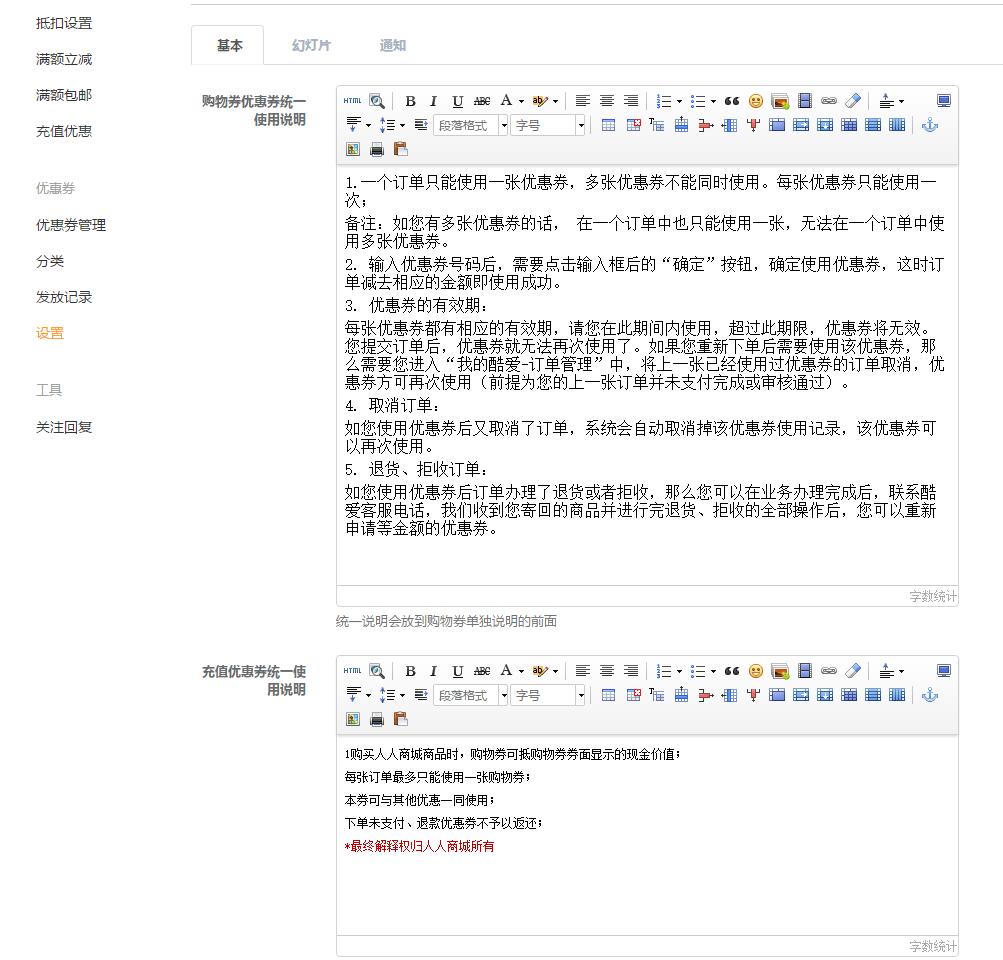 抵扣设置
满额立减
满额包邮
充值优惠
优惠券
优惠券管理
分类
发放记录
设置
工具
关注回复
基本 幻灯片 通知
购物券优惠券统一
使用说明
HTML B I U ABC A ab
段落格式 字号
1.一个订单只能使用一张优惠券，多张优惠券不能同时使用。每张优惠券只能使用一
次；
备注：如您有多张优惠券的话， 在一个订单中也只能使用一张，无法在一个订单中使
用多张优惠券。
2. 输入优惠券号码后，需要点击输入框后的“确定”按钮，确定使用优惠券，这时订
单减去相应的金额即使用成功。
3. 优惠券的有效期：
每张优惠券都有相应的有效期，请您在此期间内使用，超过此期限，优惠券将无效。
您提交订单后，优惠券就无法再次使用了。如果您重新下单后需要使用该优惠券，那
么需要您进入“我的酷爱-订单管理”中，将上一张已经使用过优惠券的订单取消，优
惠券方可再次使用（前提为您的上一张订单并未支付完成或审核通过）。
4. 取消订单：
如您使用优惠券后又取消了订单，系统会自动取消掉该优惠券使用记录，该优惠券可
以再次使用。
5. 退货、拒收订单：
如您使用优惠券后订单办理了退货或者拒收，那么您可以在业务办理完成后，联系酷
爱客服电话，我们收到您寄回的商品并进行完退货、拒收的全部操作后，您可以重新
申请等金额的优惠券。
字数统计
统一说明会放到购物券单独说明的前面
充值优惠券统一使
用说明
HTML B I U ABC A ab
段落格式 字号
1购买人人商城商品时，购物券可抵购物券券面显示的现金价值；
每张订单最多只能使用一张购物券；
本券可与其他优惠一同使用；
下单未支付、退款优惠券不予以返还；
*最终解释权归人人商城所有
字数统计